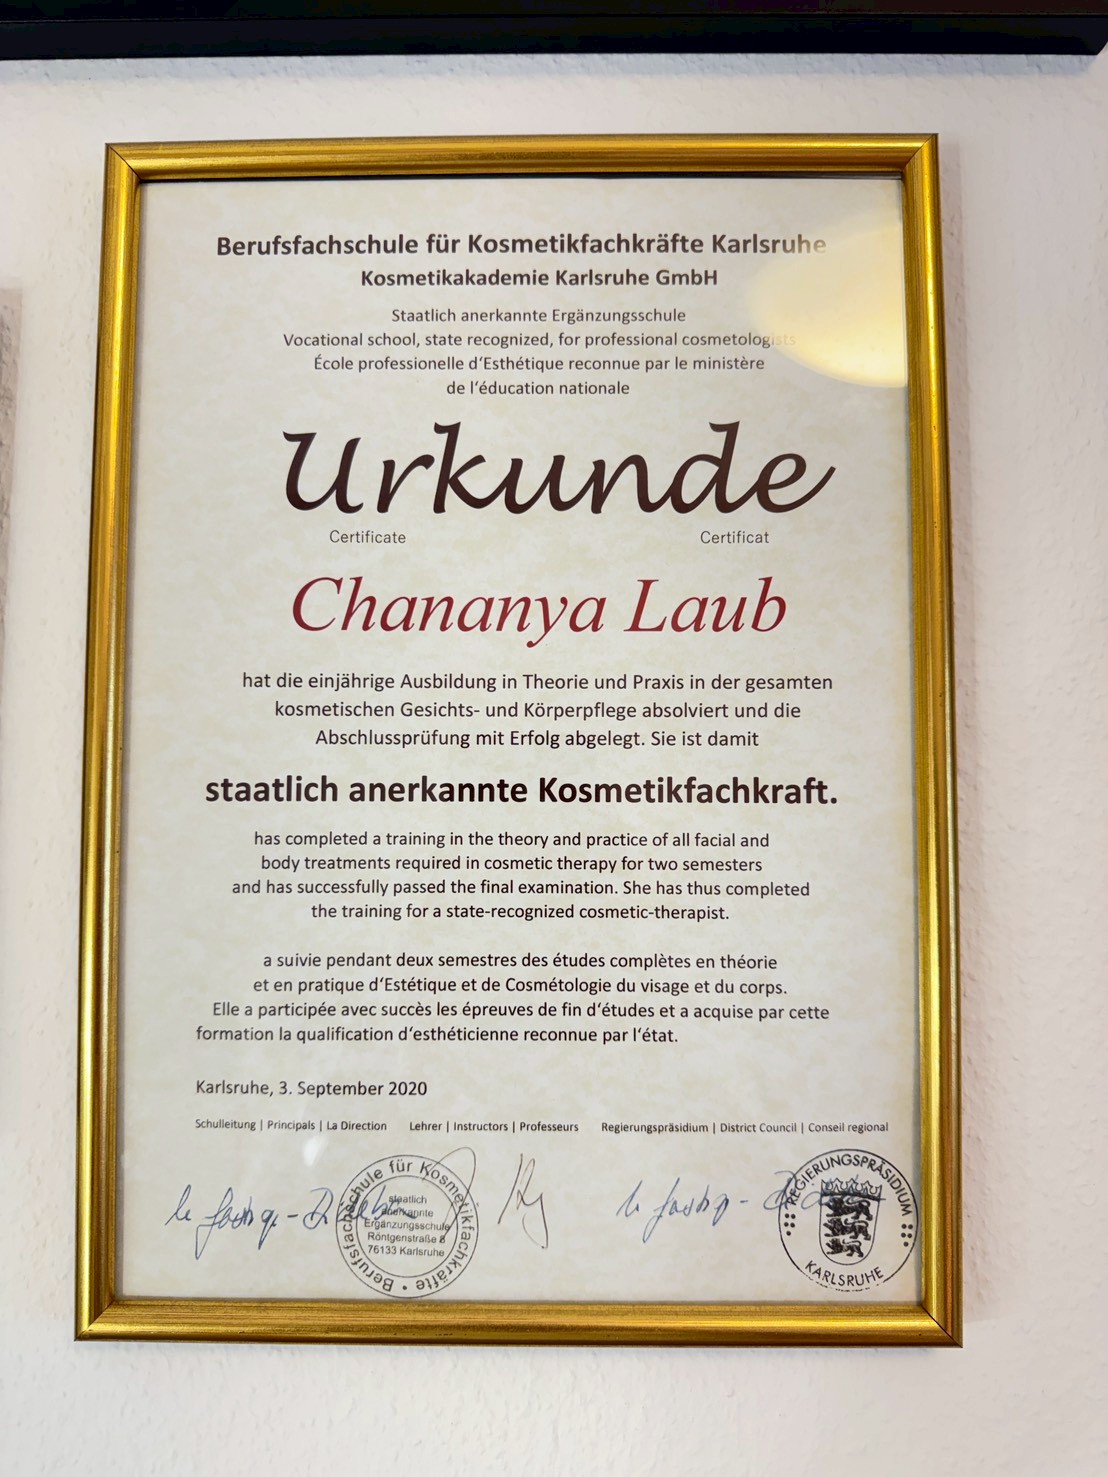 Berufsfachschule für Kosmetikfachkräfte Karlsruhe
Kosmetikakademie Karlsruhe GmbH
Staatlich anerkannte Ergänzungsschule
Vocational school, state recognized, for professional cosmetologists
École professionelle d'Esthétique reconnue par le ministère
de l'éducation nationale
Urkunde
Certificate Certificat
Chananya Laub
hat die einjährige Ausbildung in Theorie und Praxis in der gesamten
kosmetischen Gesichts- und Körperpflege absolviert und die
Abschlussprüfung mit Erfolg abgelegt. Sie ist damit
staatlich anerkannte Kosmetikfachkraft.
has completed a training in the theory and practice of all facial and
body treatments required in cosmetic therapy for two semesters
and has successfully passed the final examination. She has thus completed
the training for a state-recognized cosmetic-therapist.
a suivie pendant deux semestres des études complètes en théorie
et en pratique d'Estétique et de Cosmétologie du visage et du corps.
Elle a participée avec succès les épreuves de fin d'études et a acquise par cette
formation la qualification d'esthéticienne reconnue par l'état.
Karlsruhe, 3. September 2020
Schulleitung | Principals | La Direction Lehrer | Instructors | Professeurs Regierungspräsidium | District Council | Conseil regional
Berufsfachschule für Kosmetikfachkräfte
staatlich
anerkannte
Ergänzungsschule
Röntgenstraße 8
76133 Karlsruhe
REGIERUNGSPRÄSIDIUM
KARLSRUHE